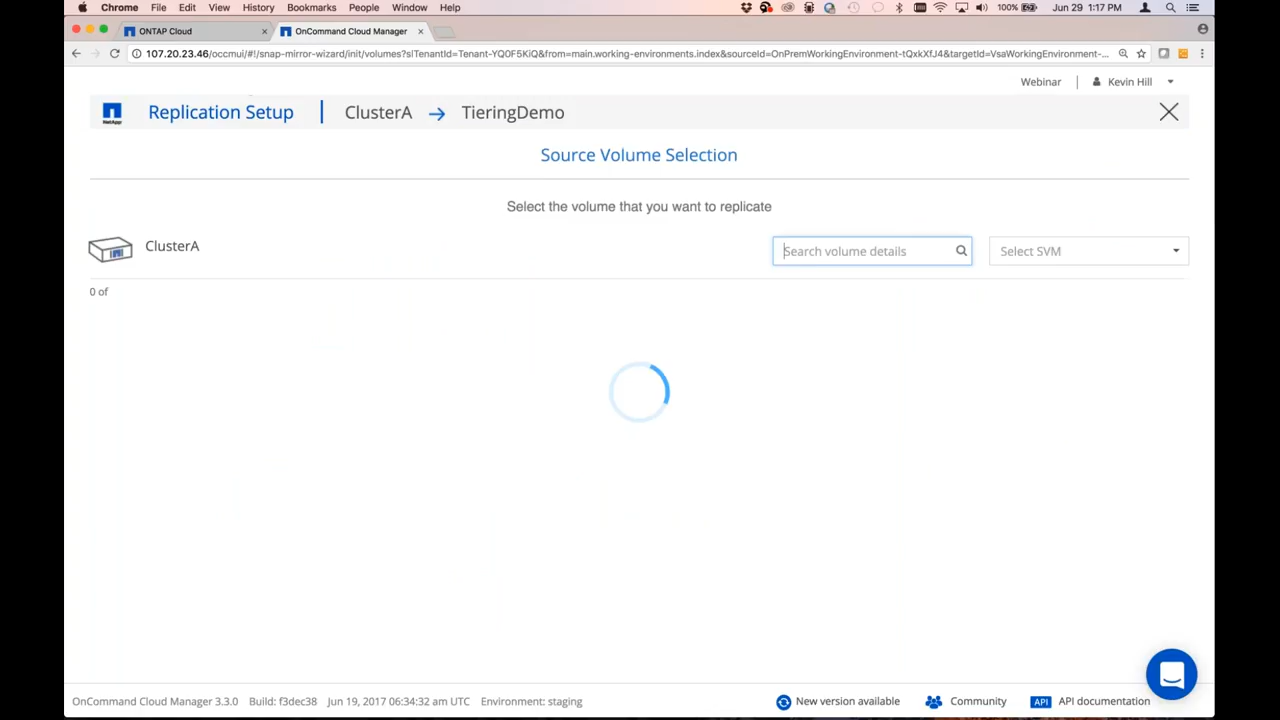 Chrome File Edit View History Bookmarks People Window Help 100% Jun 29 1:17 PM
ONTAP Cloud OnCommand Cloud Manager
107.20.23.46/occmui/#!/snap-mirror-wizard/init/volumes?slTenantId=Tenant-YQ0F5KiQ&from=main.working-environments.index&sourceId=OnPremWorkingEnvironment-tQxkXfJ4&targetId=VsaWorkingEnvironment-...
Webinar | Kevin Hill
NetApp Replication Setup | ClusterA → TieringDemo
Source Volume Selection
Select the volume that you want to replicate
ClusterA Search volume details Select SVM
0 of
OnCommand Cloud Manager 3.3.0 Build: f3dec38 Jun 19, 2017 06:34:32 am UTC Environment: staging New version available Community API API documentation